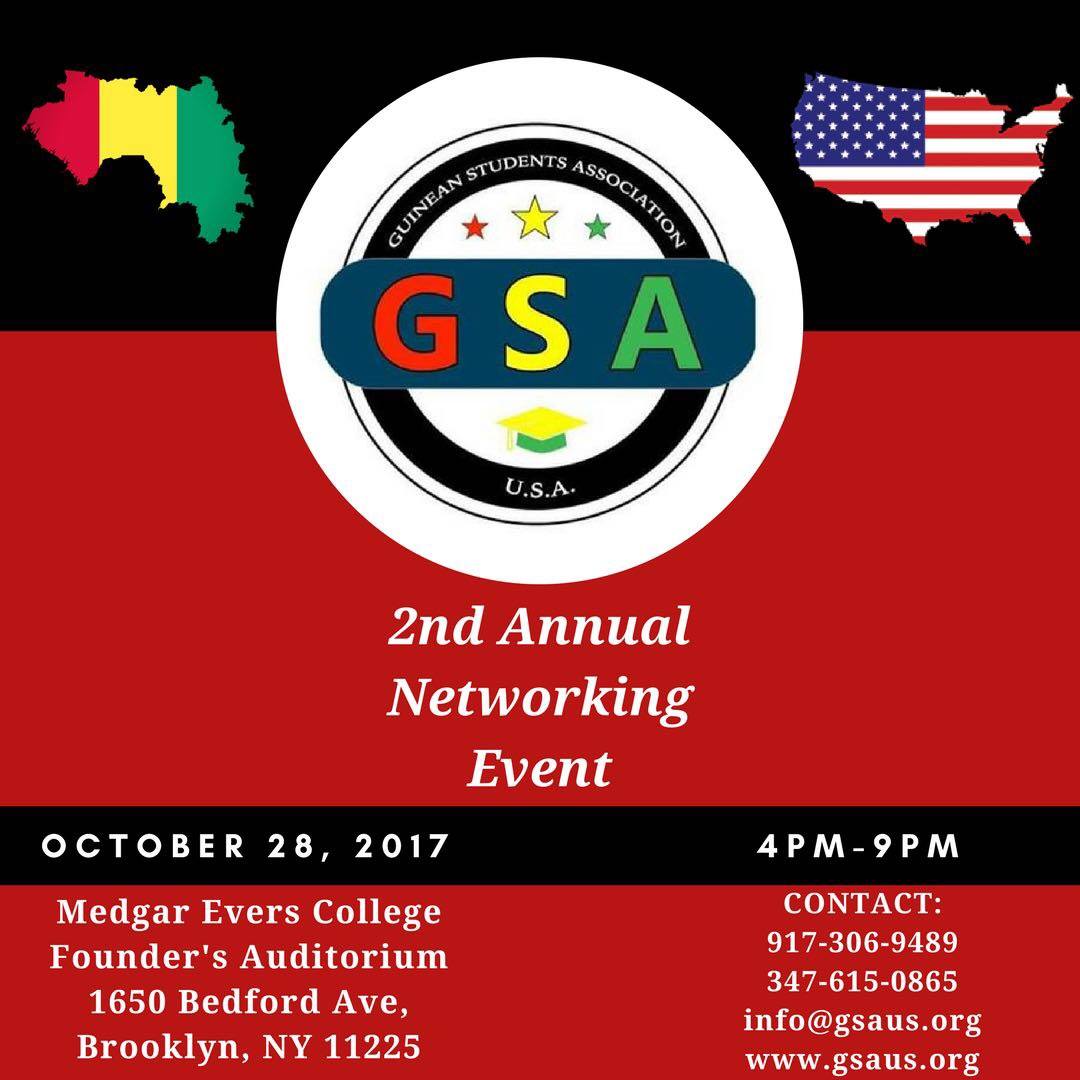 GUINEAN STUDENTS ASSOCIATION
G S A
U.S.A.
2nd Annual
Networking
Event
OCTOBER 28, 2017
4PM-9PM
Medgar Evers College
Founder's Auditorium
1650 Bedford Ave,
Brooklyn, NY 11225
CONTACT:
917-306-9489
347-615-0865
info@gsaus.org
www.gsaus.org